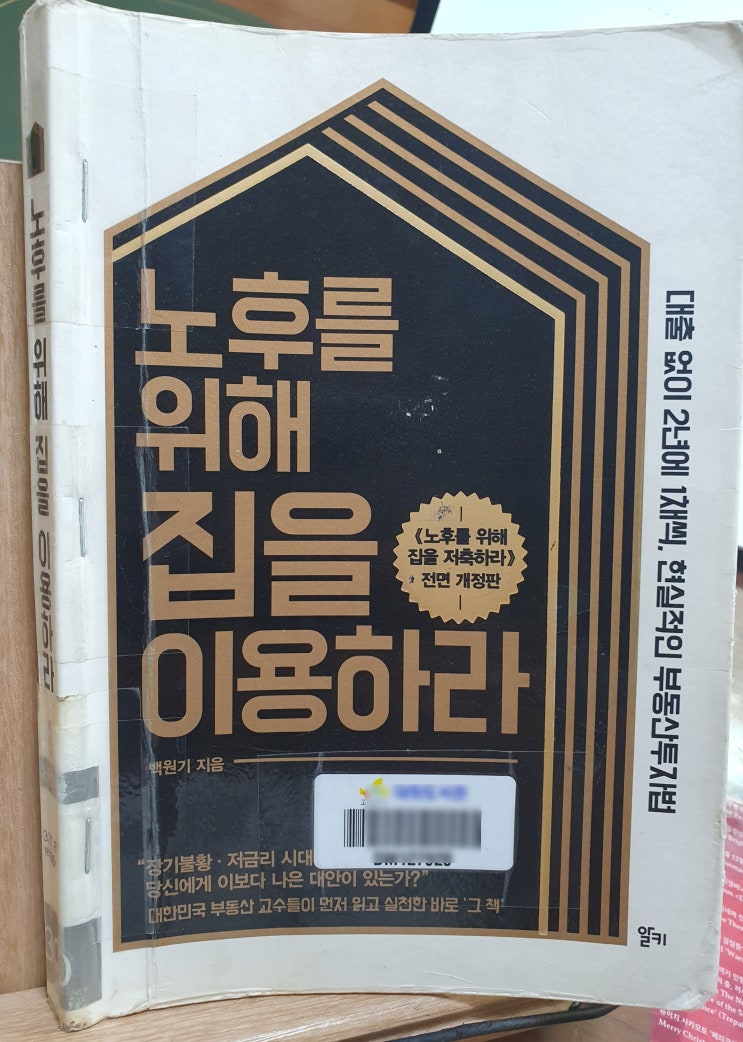 노후를
위해
집을
이용하라
《노후를 위해
집을 저축하라》
전면 개정판
백원기 지음
"장기불황·저금리 시대
당신에게 이보다 나은 대안이 있는가?"
대한민국 부동산 고수들이 먼저 읽고 실천한 바로 '그 책'
대출 없이 2년에 1채씩, 현실적인 부동산투자법
알키
노후를 위해 집을 이용하라
Merry Chris